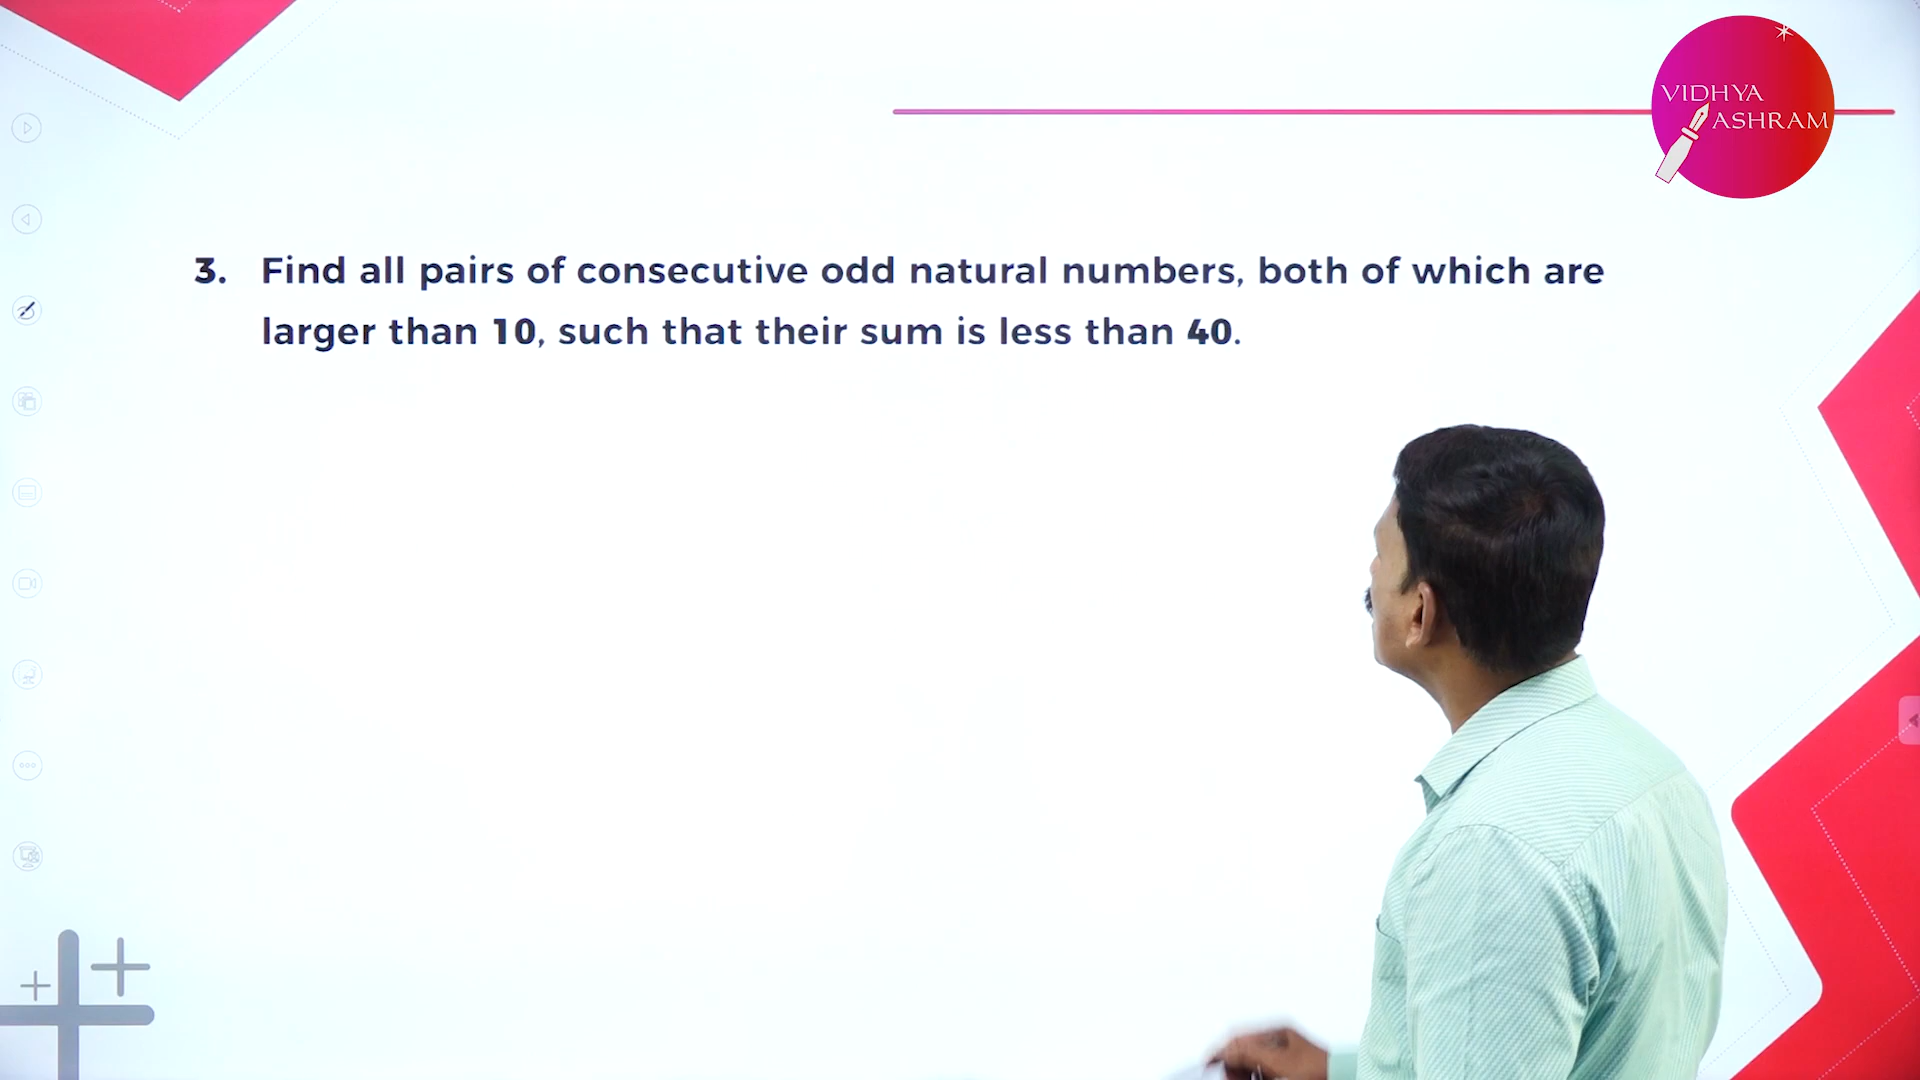 VIDHYA
ASHRAM
3. Find all pairs of consecutive odd natural numbers, both of which are
larger than 10, such that their sum is less than 40.